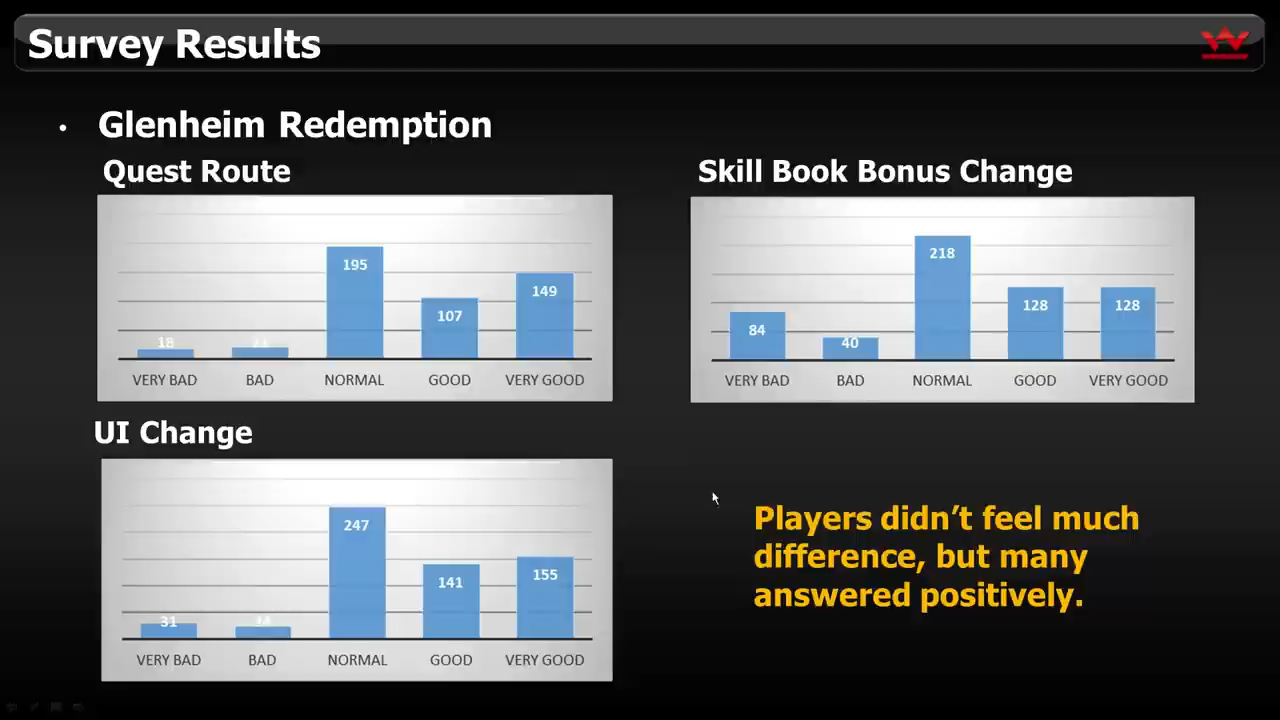 Survey Results
• Glenheim Redemption
Quest Route
18
195
107
149
VERY BAD BAD NORMAL GOOD VERY GOOD
Skill Book Bonus Change
84
40
218
128
128
VERY BAD BAD NORMAL GOOD VERY GOOD
UI Change
31
247
141
155
VERY BAD BAD NORMAL GOOD VERY GOOD
Players didn’t feel much
difference, but many
answered positively.